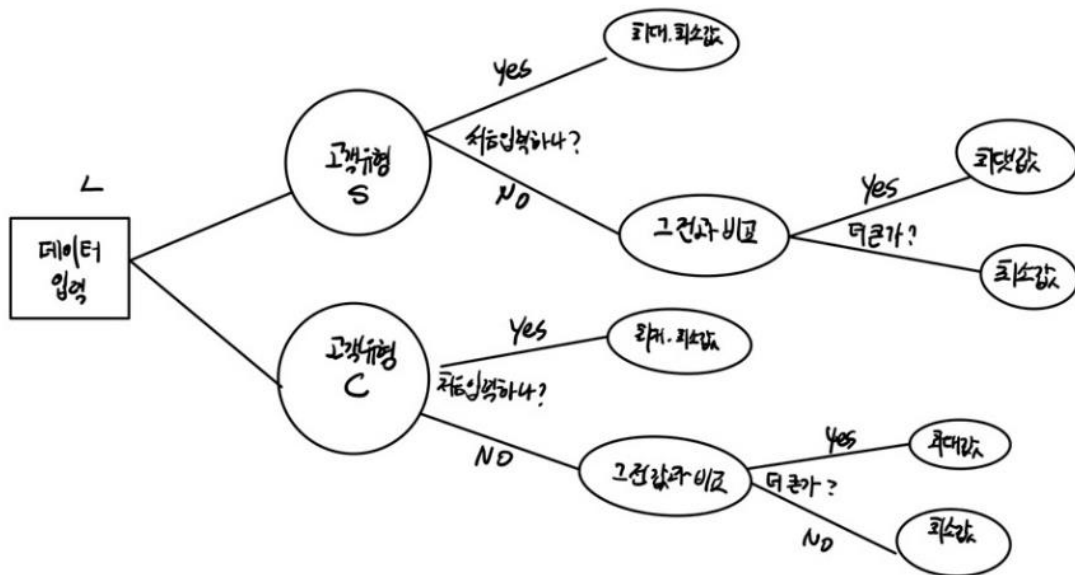 ㄴ
데이터
입력
고객유형
S
Yes
처음입력하나?
NO
최대.최소값
그전과 비교
Yes
더큰가?
최댓값
최소값
고객유형
C
Yes
처음입력하나?
NO
최대.최소값
그전값과 비교
Yes
더 큰가?
NO
최대값
최소값